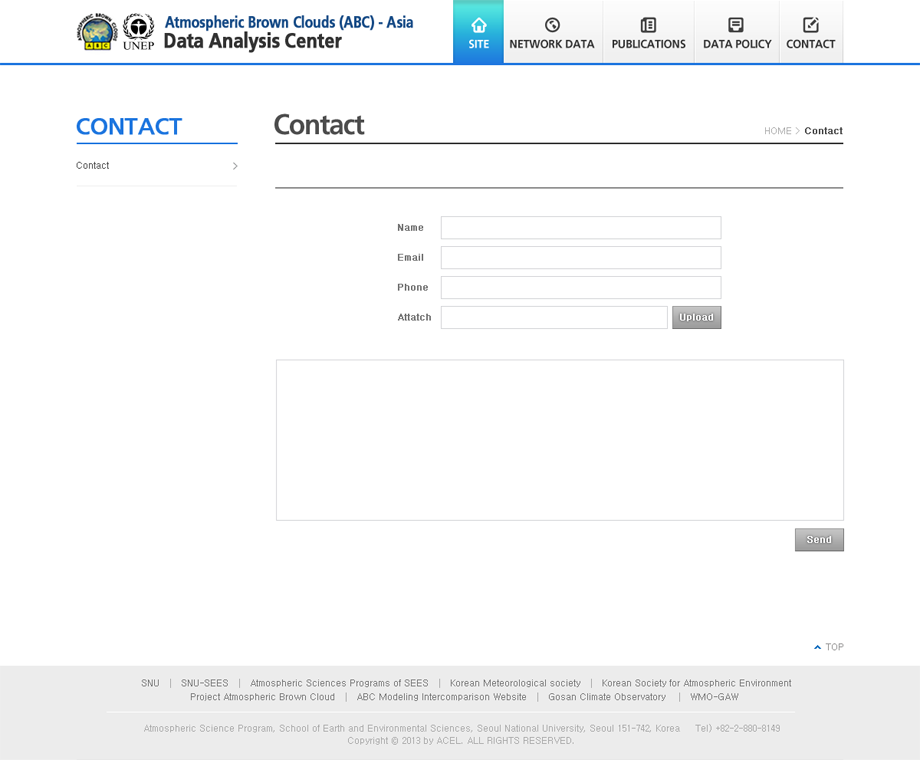 ATMOSPHERIC BROWN CLOUDS
ABC
UNEP
Atmospheric Brown Clouds (ABC) - Asia
Data Analysis Center
SITE
NETWORK DATA
PUBLICATIONS
DATA POLICY
CONTACT
CONTACT
Contact
Contact
HOME > Contact
Name
Email
Phone
Attatch
Upload
Send
TOP
SNU | SNU-SEES | Atmospheric Sciences Programs of SEES | Korean Meteorological society | Korean Society for Atmospheric Environment
Project Atmospheric Brown Cloud | ABC Modeling Intercomparison Website | Gosan Climate Observatory | WMO-GAW
Atmospheric Science Program, School of Earth and Environmental Sciences, Seoul National University, Seoul 151-742, Korea Tel) +82-2-880-8149
Copyright © 2013 by ACEL. ALL RIGHTS RESERVED.